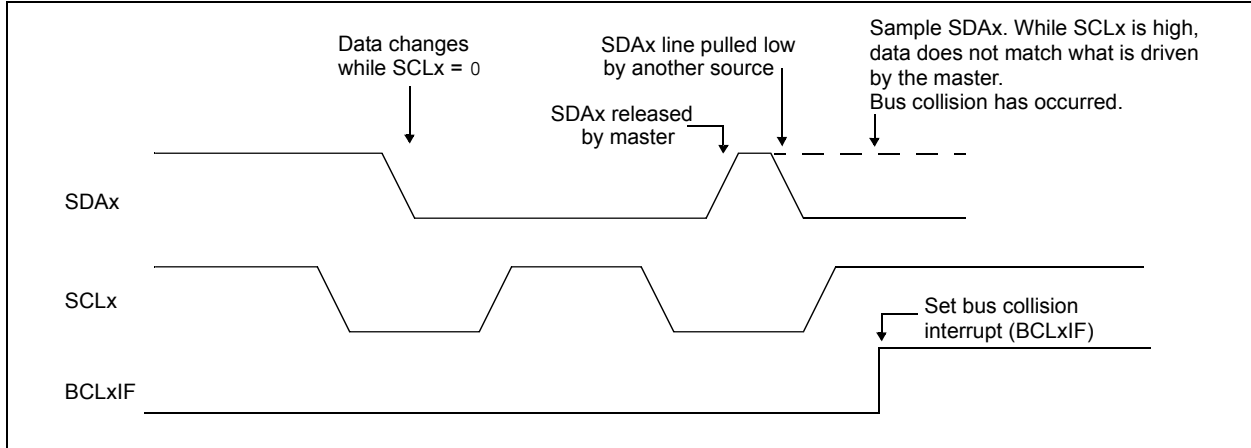 Data changes
while SCLx = 0
SDAx line pulled low
by another source
SDAx released
by master
Sample SDAx. While SCLx is high,
data does not match what is driven
by the master.
Bus collision has occurred.
SDAx
SCLx
Set bus collision
interrupt (BCLxIF)
BCLxIF